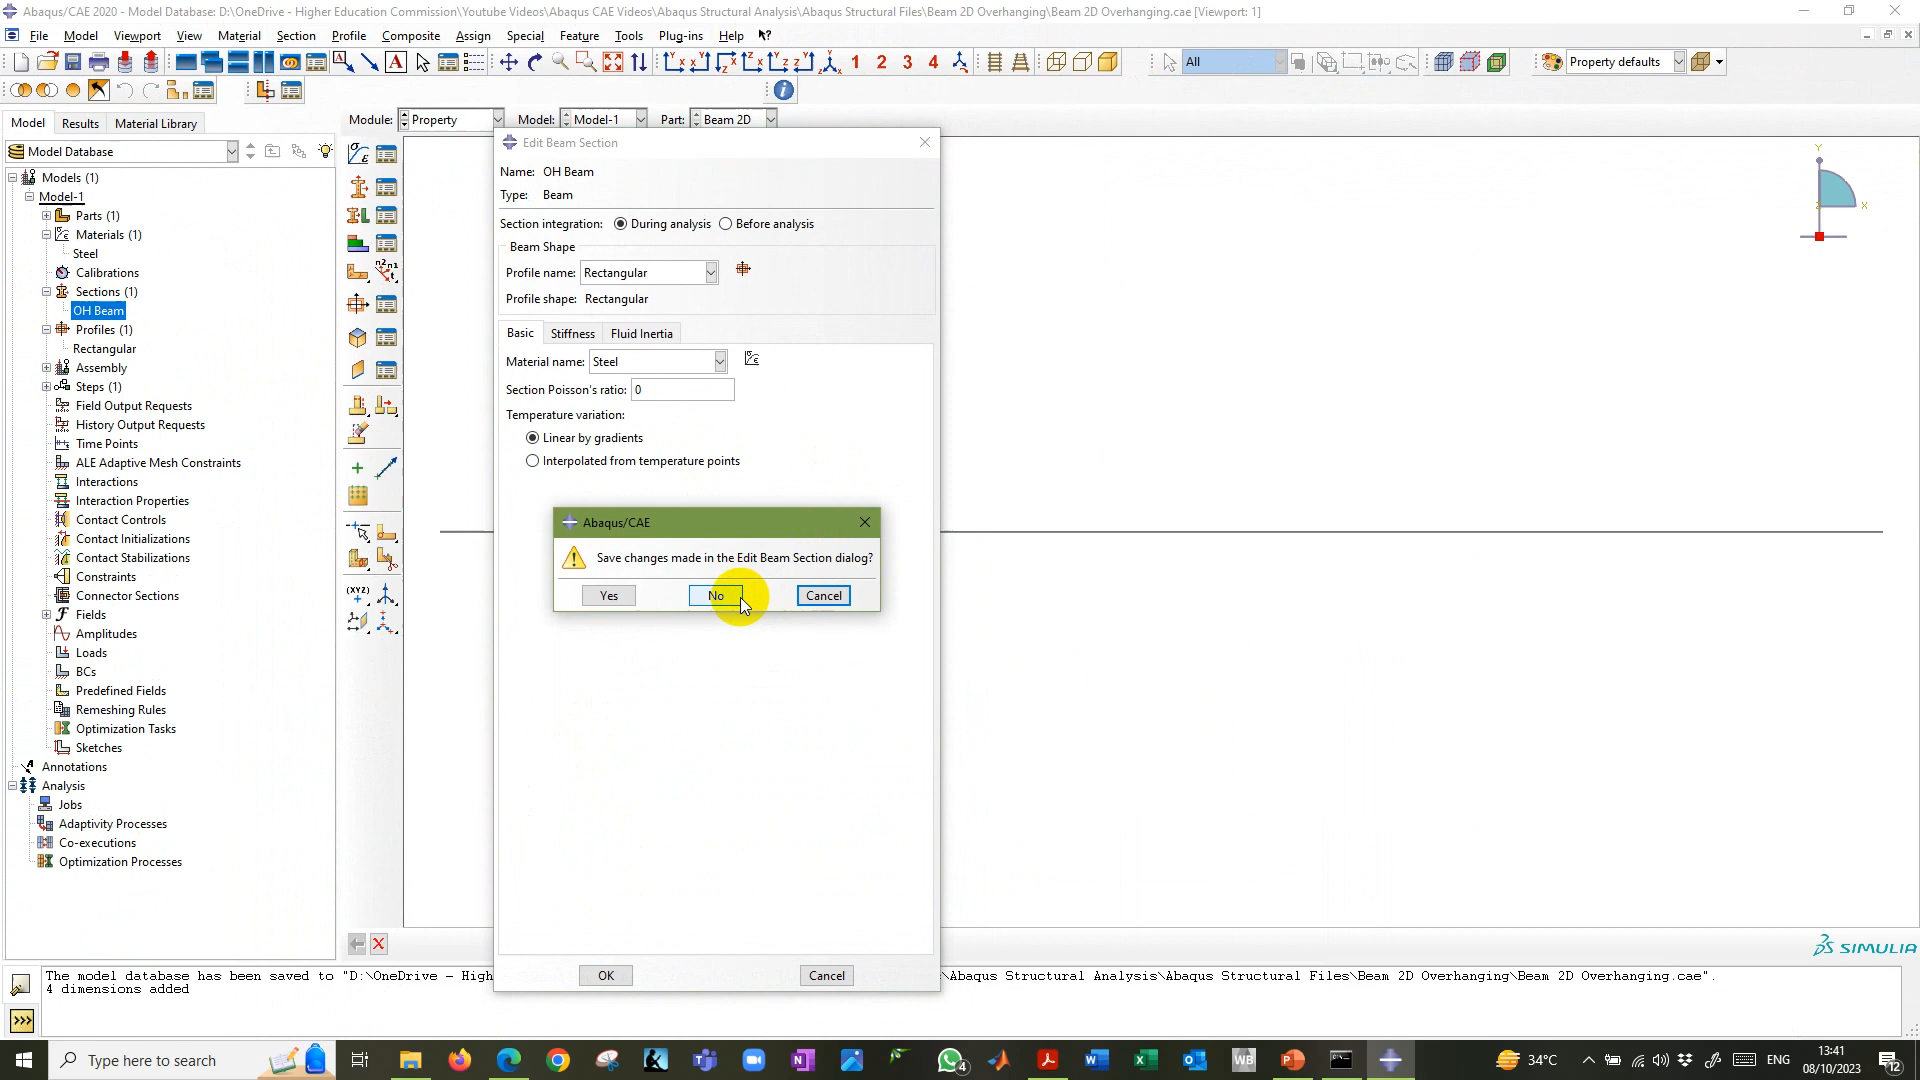 Abaqus/CAE 2020 - Model Database: D:\OneDrive - Higher Education Commission\Youtube Videos\Abaqus CAE Videos\Abaqus Structural Analysis\Abaqus Structural Files\Beam 2D Overhanging\Beam 2D Overhanging.cae [Viewport: 1]
File Model Viewport View Material Section Profile Composite Assign Special Feature Tools Plug-ins Help
1 2 3 4 All Property defaults
Model Results Material Library
Module: Property Model: Model-1 Part: Beam 2D
Model Database
Models (1)
Model-1
Parts (1)
Materials (1)
Steel
Calibrations
Sections (1)
OH Beam
Profiles (1)
Rectangular
Assembly
Steps (1)
Field Output Requests
History Output Requests
Time Points
ALE Adaptive Mesh Constraints
Interactions
Interaction Properties
Contact Controls
Contact Initializations
Contact Stabilizations
Constraints
Connector Sections
Fields
Amplitudes
Loads
BCs
Predefined Fields
Remeshing Rules
Optimization Tasks
Sketches
Annotations
Analysis
Jobs
Adaptivity Processes
Co-executions
Optimization Processes
Edit Beam Section
Name: OH Beam
Type: Beam
Section integration: During analysis Before analysis
Beam Shape
Profile name: Rectangular
Profile shape: Rectangular
Basic Stiffness Fluid Inertia
Material name: Steel
Section Poisson's ratio: 0
Temperature variation:
Linear by gradients
Interpolated from temperature points
Abaqus/CAE
Save changes made in the Edit Beam Section dialog?
Yes No Cancel
OK Cancel
Y
Z X
SIMULIA
The model database has been saved to "D:\OneDrive - High
\Abaqus Structural Analysis\Abaqus Structural Files\Beam 2D Overhanging\Beam 2D Overhanging.cae".
4 dimensions added
>>>
Type here to search
34°C ENG 13:41
08/10/2023